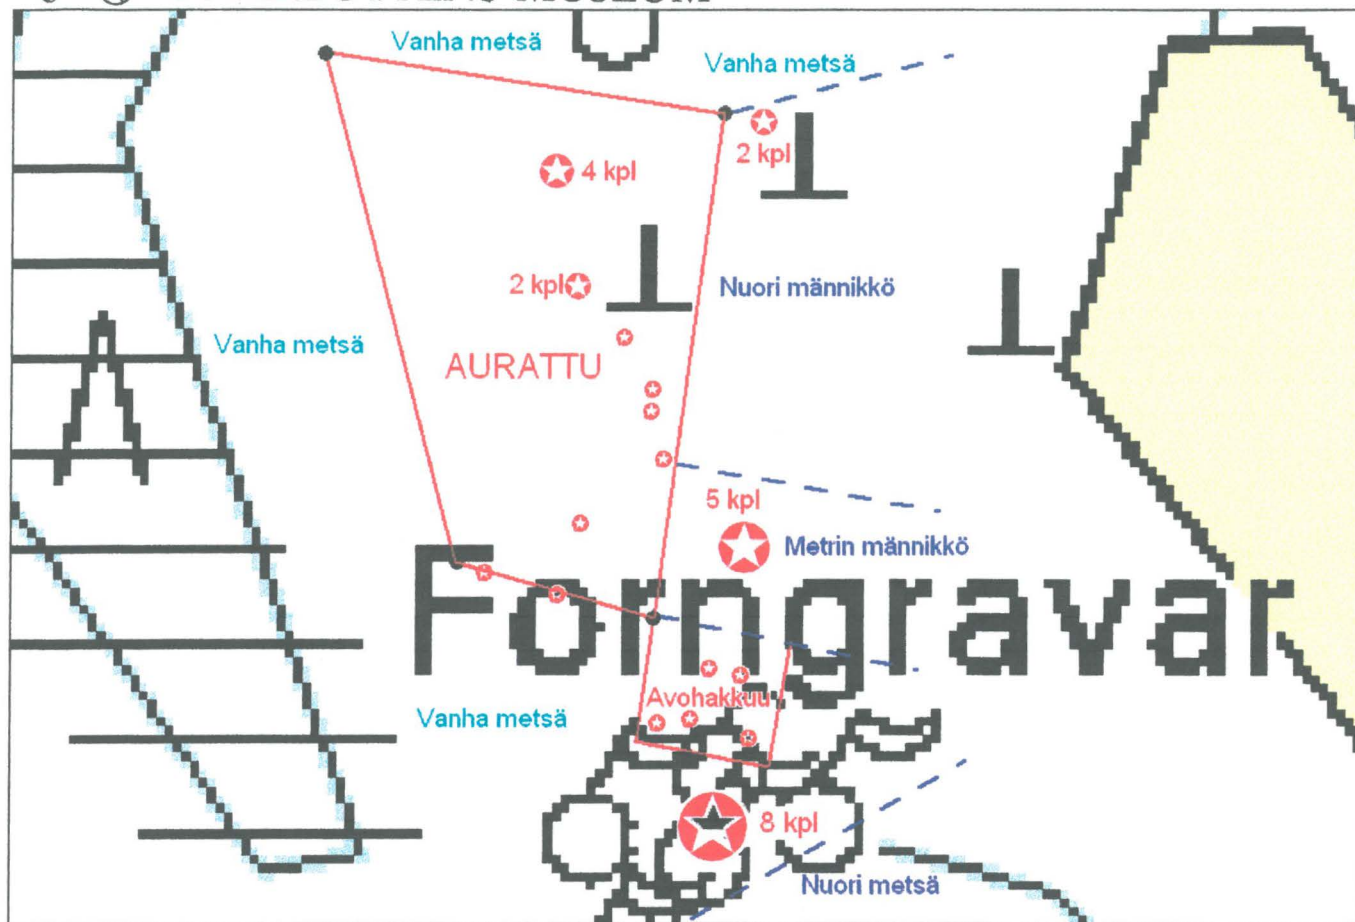 MUSEUM
Vanha metsä
Vanha metsä
2 kpl
4 kpl
2 kpl
Nuori männikkö
Vanha metsä
AURATTU
5 kpl
Metrin männikkö
Forngravar
Avohakkuu
Vanha metsä
8 kpl
Nuori metsä